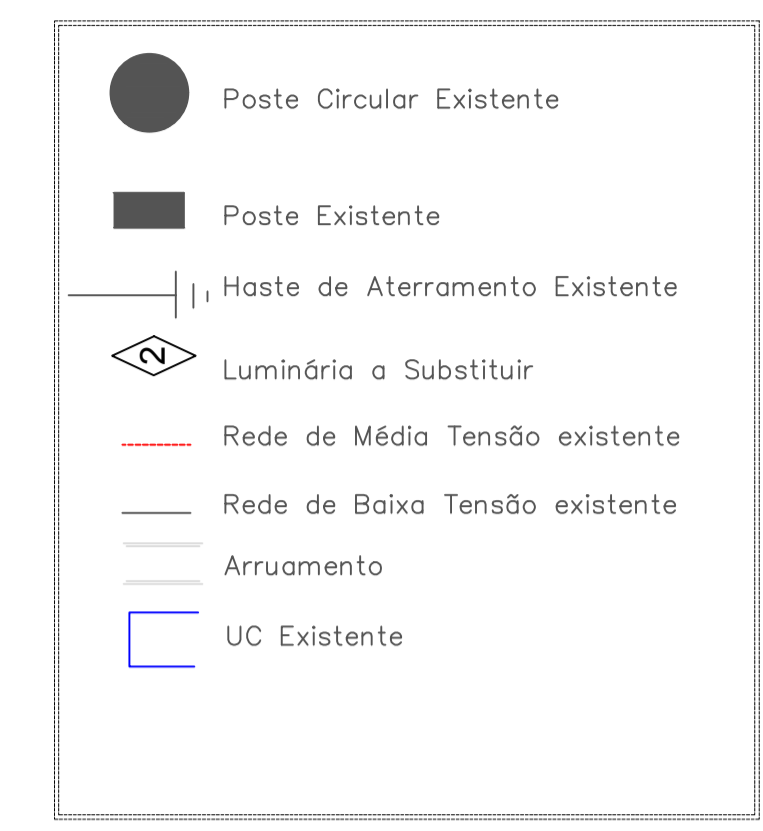 Poste Circular Existente
Poste Existente
Haste de Aterramento Existente
2
Luminária a Substituir
Rede de Média Tensão existente
Rede de Baixa Tensão existente
Arruamento
UC Existente